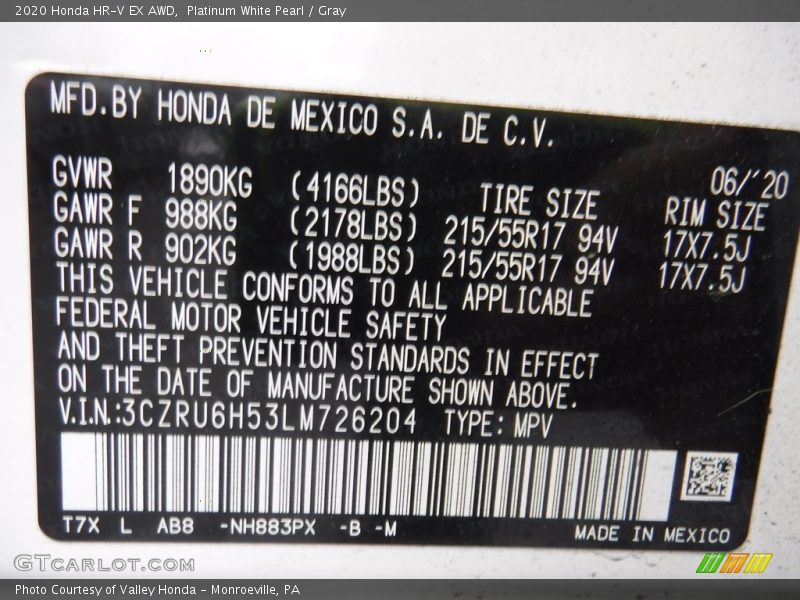 2020 Honda HR-V EX AWD,  Platinum White Pearl / Gray
MFD.BY HONDA DE MEXICO S.A. DE C.V.
06/'20
GVWR 1890KG (4166LBS) TIRE SIZE RIM SIZE
GAWR F 988KG (2178LBS) 215/55R17 94V 17X7.5J
GAWR R 902KG (1988LBS) 215/55R17 94V 17X7.5J
THIS VEHICLE CONFORMS TO ALL APPLICABLE
FEDERAL MOTOR VEHICLE SAFETY
AND THEFT PREVENTION STANDARDS IN EFFECT
ON THE DATE OF MANUFACTURE SHOWN ABOVE.
V.I.N.:3CZRU6H53LM726204 TYPE: MPV
T7X L AB8 -NH883PX -B -M MADE IN MEXICO
GTCARLOT.COM
Photo Courtesy of Valley Honda - Monroeville, PA